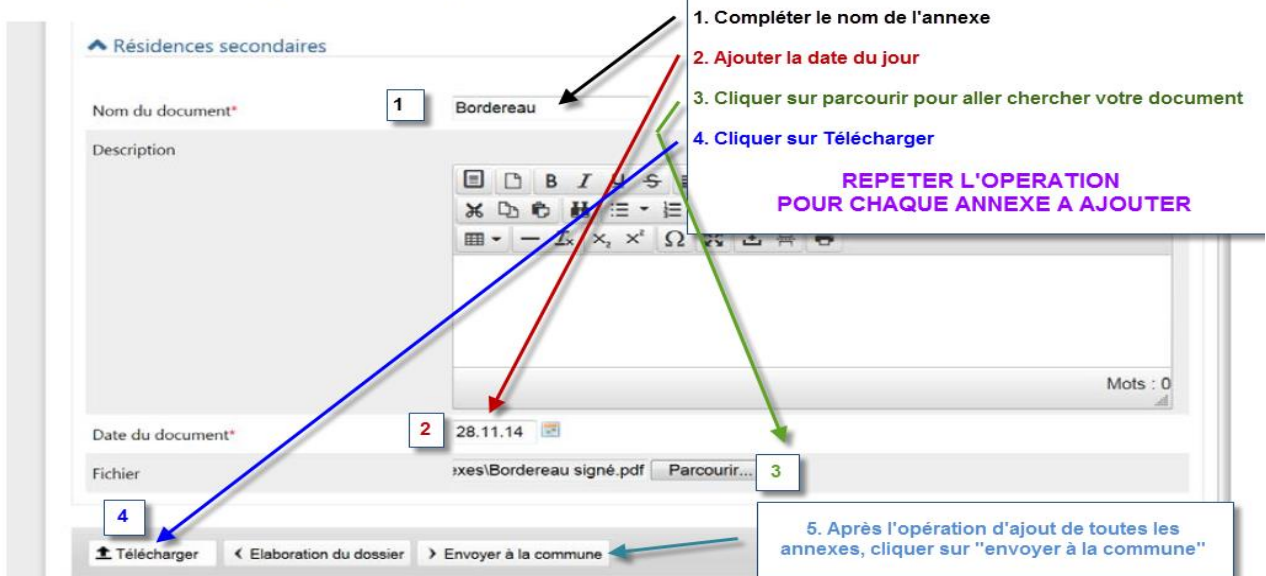 1. Compléter le nom de l'annexe
Résidences secondaires
2. Ajouter la date du jour
3. Cliquer sur parcourir pour aller chercher votre document
Nom du document*
1
Bordereau
4. Cliquer sur Télécharger
Description
REPETER L'OPERATION
POUR CHAQUE ANNEXE A AJOUTER
Mots : 0
Date du document*
2
28.11.14
Fichier
exes\Bordereau signé.pdf
Parcourir...
3
4
5. Après l'opération d'ajout de toutes les
annexes, cliquer sur "envoyer à la commune"
Télécharger
Elaboration du dossier
Envoyer à la commune